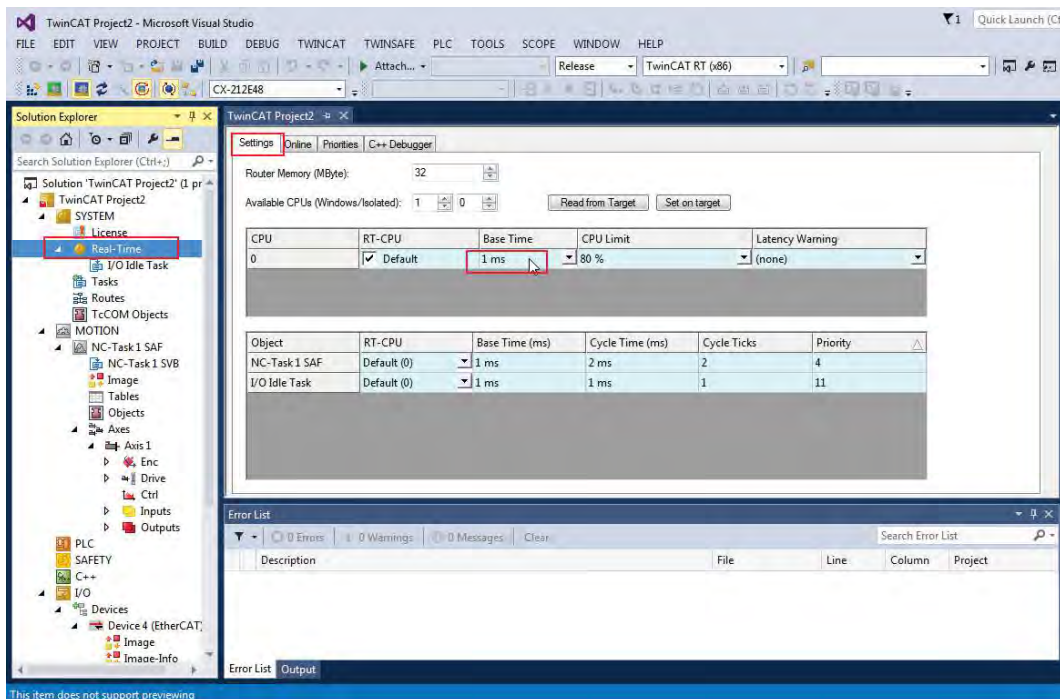 TwinCAT Project2 - Microsoft Visual Studio
1 Quick Launch (Ct
FILE EDIT VIEW PROJECT BUILD DEBUG TWINCAT TWINSAFE PLC TOOLS SCOPE WINDOW HELP
Attach... Release TwinCAT RT (x86)
CX-212E48
Solution Explorer
TwinCAT Project2
Search Solution Explorer (Ctrl+;)
Solution 'TwinCAT Project2' (1 pr
TwinCAT Project2
SYSTEM
License
Real-Time
I/O Idle Task
Tasks
Routes
TcCOM Objects
MOTION
NC-Task 1 SAF
NC-Task 1 SVB
Image
Tables
Objects
Axes
Axis 1
Enc
Drive
Ctrl
Inputs
Outputs
PLC
SAFETY
C++
I/O
Devices
Device 4 (EtherCAT)
Image
Image-Info
Settings Online Priorities C++ Debugger
Router Memory (MByte): 32
Available CPUs (Windows/Isolated): 1 0 Read from Target Set on target
CPU RT-CPU Base Time CPU Limit Latency Warning
0 Default 1 ms 80 % (none)
Object RT-CPU Base Time (ms) Cycle Time (ms) Cycle Ticks Priority
NC-Task 1 SAF Default (0) 1 ms 2 ms 2 4
I/O Idle Task Default (0) 1 ms 1 ms 1 11
Error List
0 Errors 0 Warnings 0 Messages Clear Search Error List
Description File Line Column Project
Error List Output
This item does not support previewing